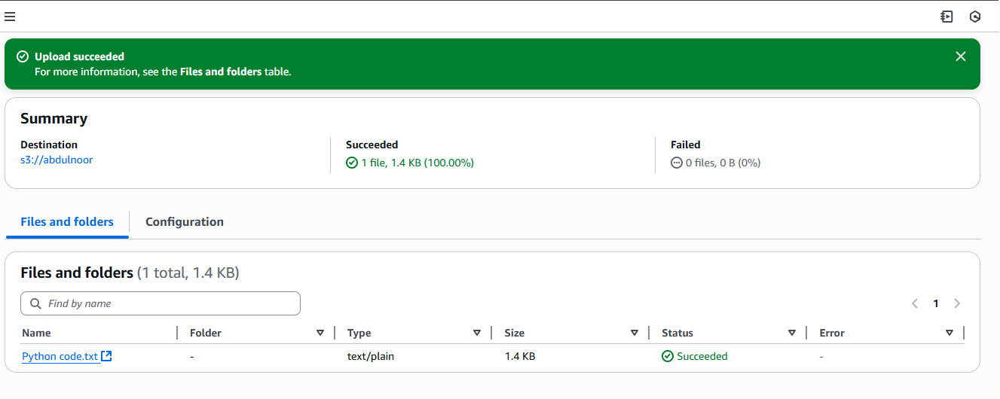 Upload succeeded
For more information, see the Files and folders table.
Summary
Destination
s3://abdulnoor
Succeeded
1 file, 1.4 KB (100.00%)
Failed
0 files, 0 B (0%)
Files and folders
Configuration
Files and folders (1 total, 1.4 KB)
Find by name
1
Name Folder Type Size Status Error
Python code.txt - text/plain 1.4 KB Succeeded -